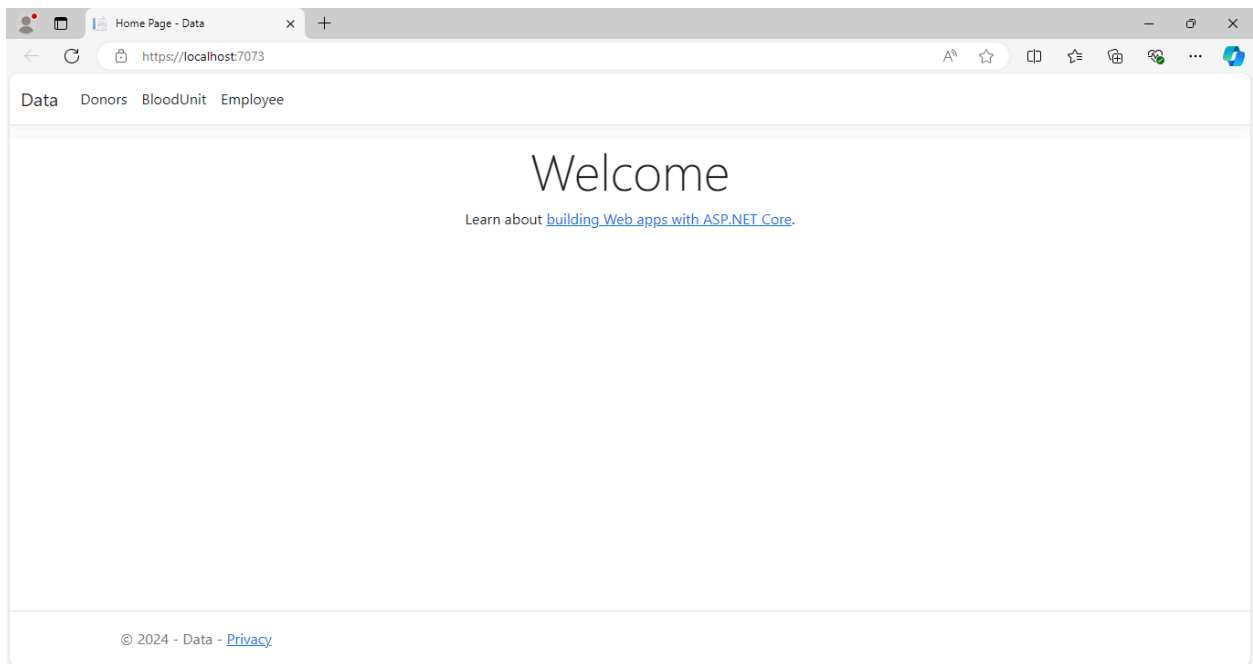 Home Page - Data
https://localhost:7073
Data Donors BloodUnit Employee
Welcome
Learn about building Web apps with ASP.NET Core.
© 2024 - Data - Privacy